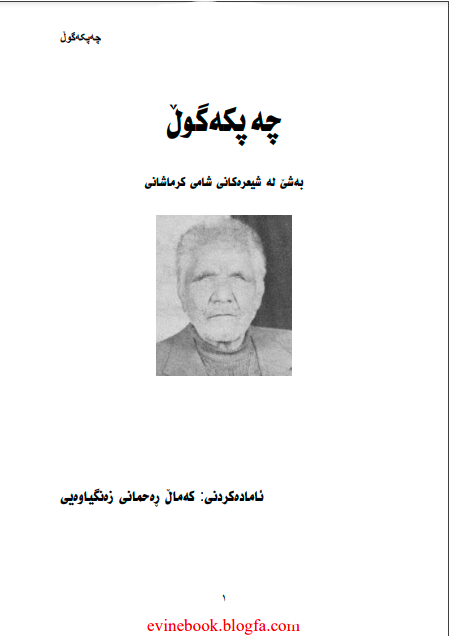 چەپکەگوڵ
چەپکەگوڵ
بەشێ لە شیعرەکانی شامی کرماشانی
ئامادەکردنی: کەماڵ ڕەحمانی زەنگیاوەیی
١
evinebook.blogfa.com